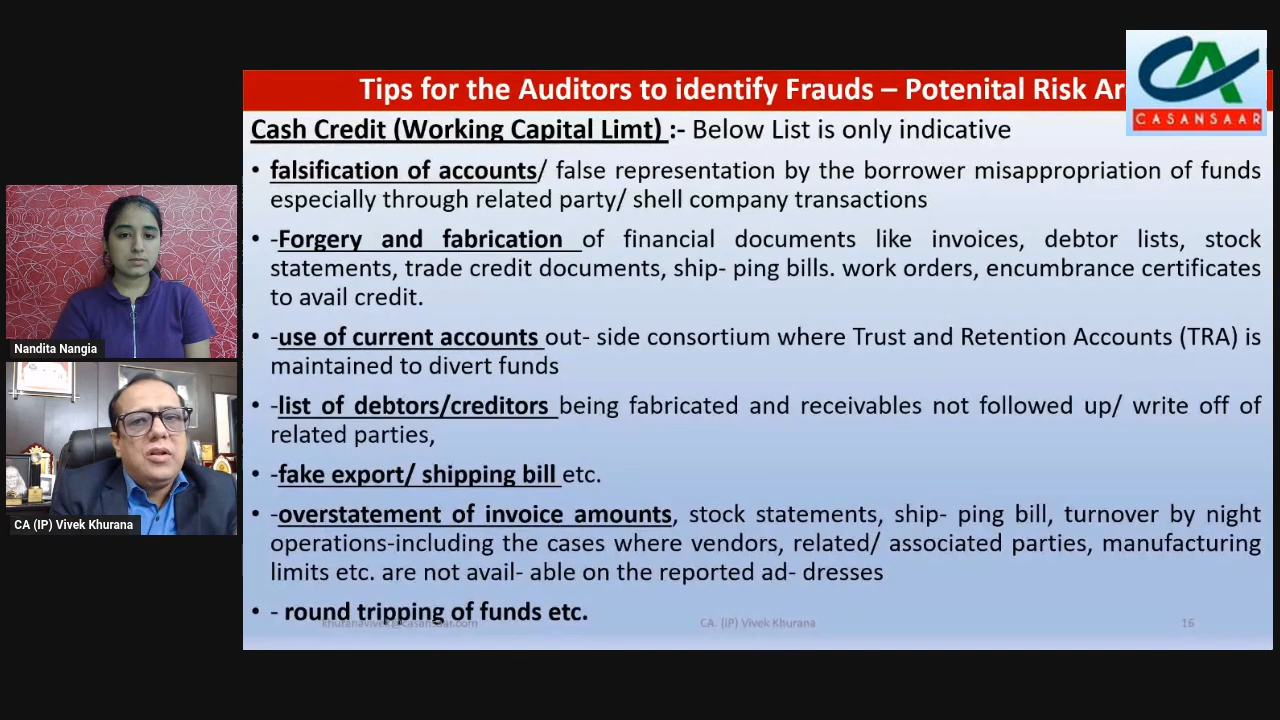 Tips for the Auditors to identify Frauds – Potenital Risk Ar
CA
CASANSAAR
Cash Credit (Working Capital Limt) :- Below List is only indicative
• falsification of accounts/ false representation by the borrower misappropriation of funds
especially through related party/ shell company transactions
• -Forgery and fabrication of financial documents like invoices, debtor lists, stock
statements, trade credit documents, ship- ping bills. work orders, encumbrance certificates
to avail credit.
• -use of current accounts out- side consortium where Trust and Retention Accounts (TRA) is
maintained to divert funds
• -list of debtors/creditors being fabricated and receivables not followed up/ write off of
related parties,
• -fake export/ shipping bill etc.
• -overstatement of invoice amounts, stock statements, ship- ping bill, turnover by night
operations-including the cases where vendors, related/ associated parties, manufacturing
limits etc. are not avail- able on the reported ad- dresses
• - round tripping of funds etc.
khuranavivek@casansaar.com
CA. (IP) Vivek Khurana
16
Nandita Nangia
CA (IP) Vivek Khurana